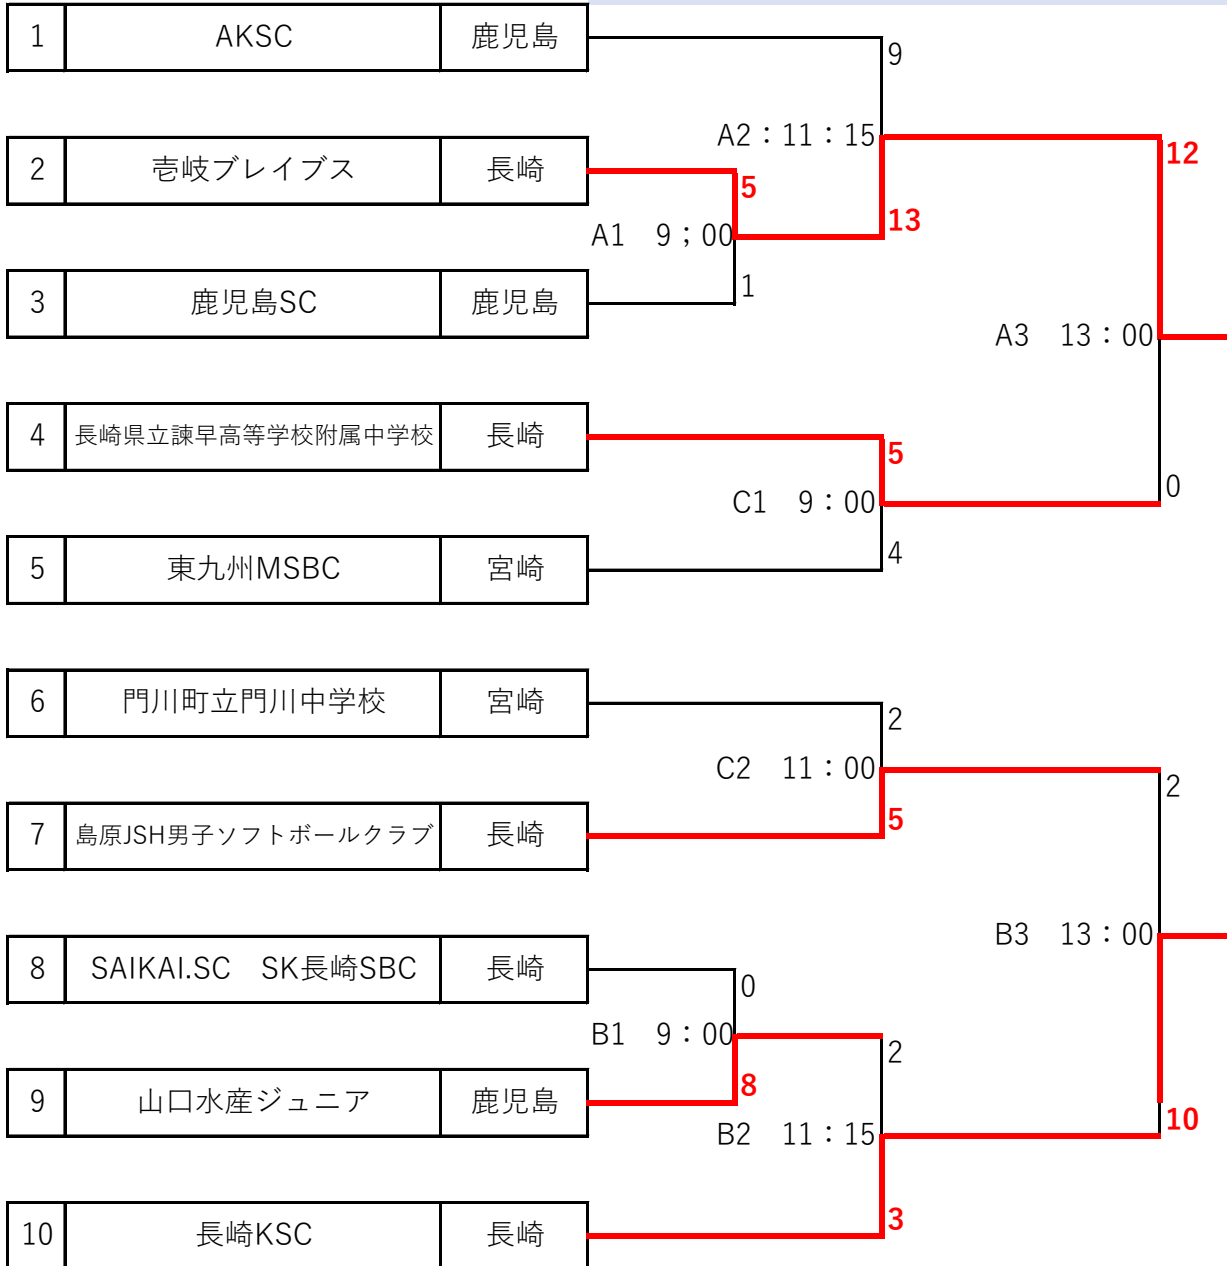 1 AKSC 鹿児島
9
A2：11：15
12
2 壱岐ブレイブス 長崎
5
13
A1 9；00
1
3 鹿児島SC 鹿児島
A3 13：00
4 長崎県立諫早高等学校附属中学校 長崎
5
0
C1 9：00
4
5 東九州MSBC 宮崎
6 門川町立門川中学校 宮崎
2
C2 11：00
2
5
7 島原JSH男子ソフトボールクラブ 長崎
B3 13：00
8 SAIKAI.SC SK長崎SBC 長崎
0
B1 9：00
2
8
9 山口水産ジュニア 鹿児島
10
B2 11：15
3
10 長崎KSC 長崎